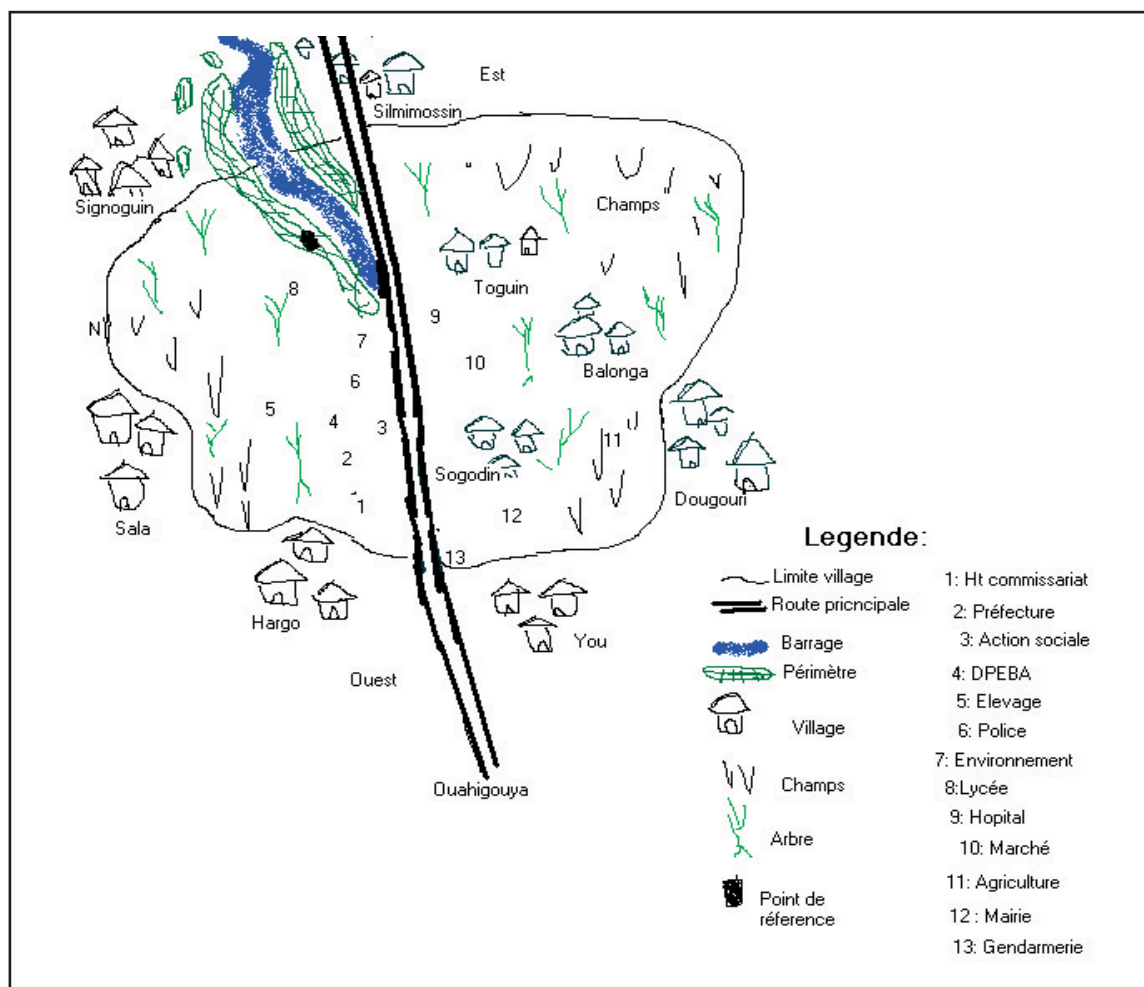 Est
Silmimossin
Signoguin
Champs
Toguin
8
9
N
7
10
Balonga
6
5
4
3
11
2
Sogodin
1
12
Dougouri
Sala
13
Hargo
You
Ouest
Ouahigouya
Legende:
Limite village
Route pricncipale
Barrage
Périmètre
Village
Champs
Arbre
Point de
réference
1: Ht commissariat
2: Préfecture
3: Action sociale
4: DPEBA
5: Elevage
6: Police
7: Environnement
8:Lycée
9: Hopital
10: Marché
11: Agriculture
12 : Mairie
13: Gendarmerie